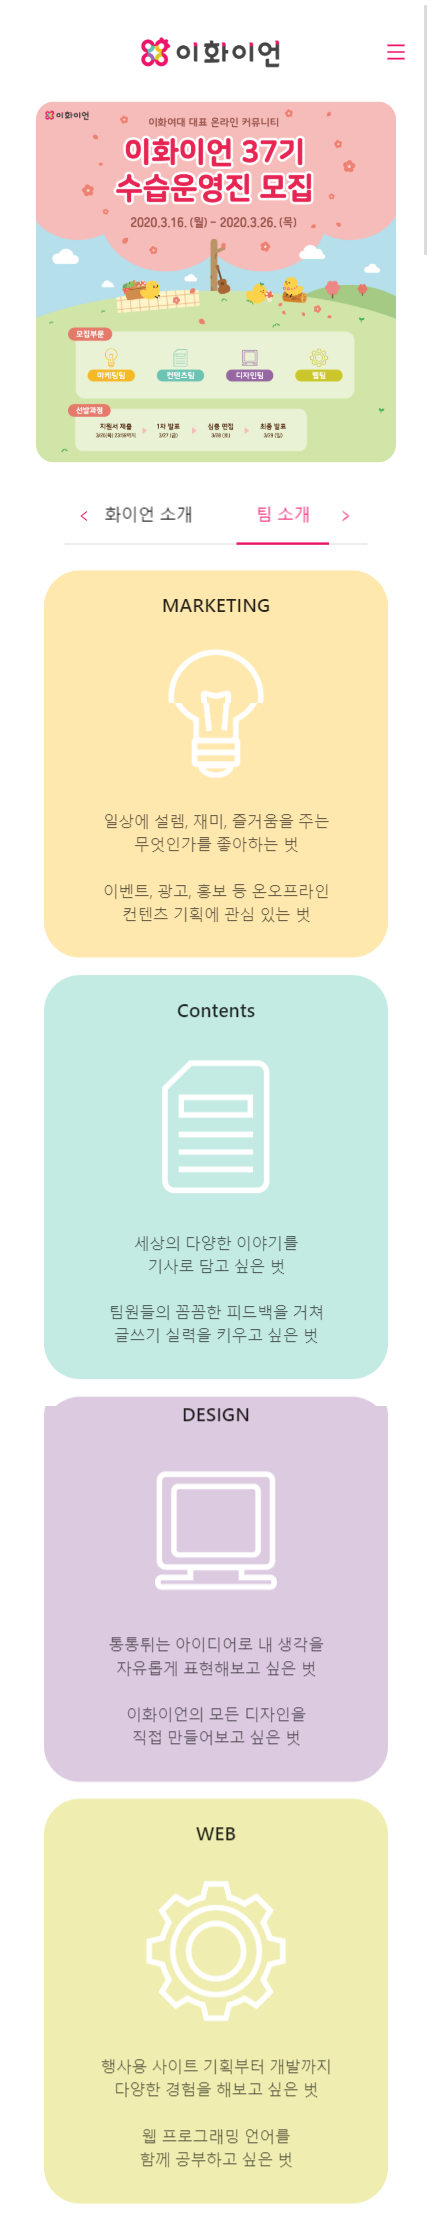 이화이언
이화이언
이화여대 대표 온라인 커뮤니티
이화이언 37기
수습운영진 모집
2020.3.16. (월) - 2020.3.26. (목)
모집부문
마케팅팀 컨텐츠팀 디자인팀 웹팀
선발과정
지원서 제출 1차 발표 심층 면접 최종 발표
3/26(목) 23:59까지 3/27 (금) 3/28 (토) 3/29 (일)
< 화이언 소개 팀 소개 >
MARKETING
일상에 설렘, 재미, 즐거움을 주는
무엇인가를 좋아하는 벗
이벤트, 광고, 홍보 등 온오프라인
컨텐츠 기획에 관심 있는 벗
Contents
세상의 다양한 이야기를
기사로 담고 싶은 벗
팀원들의 꼼꼼한 피드백을 거쳐
글쓰기 실력을 키우고 싶은 벗
DESIGN
통통튀는 아이디어로 내 생각을
자유롭게 표현해보고 싶은 벗
이화이언의 모든 디자인을
직접 만들어보고 싶은 벗
WEB
행사용 사이트 기획부터 개발까지
다양한 경험을 해보고 싶은 벗
웹 프로그래밍 언어를
함께 공부하고 싶은 벗